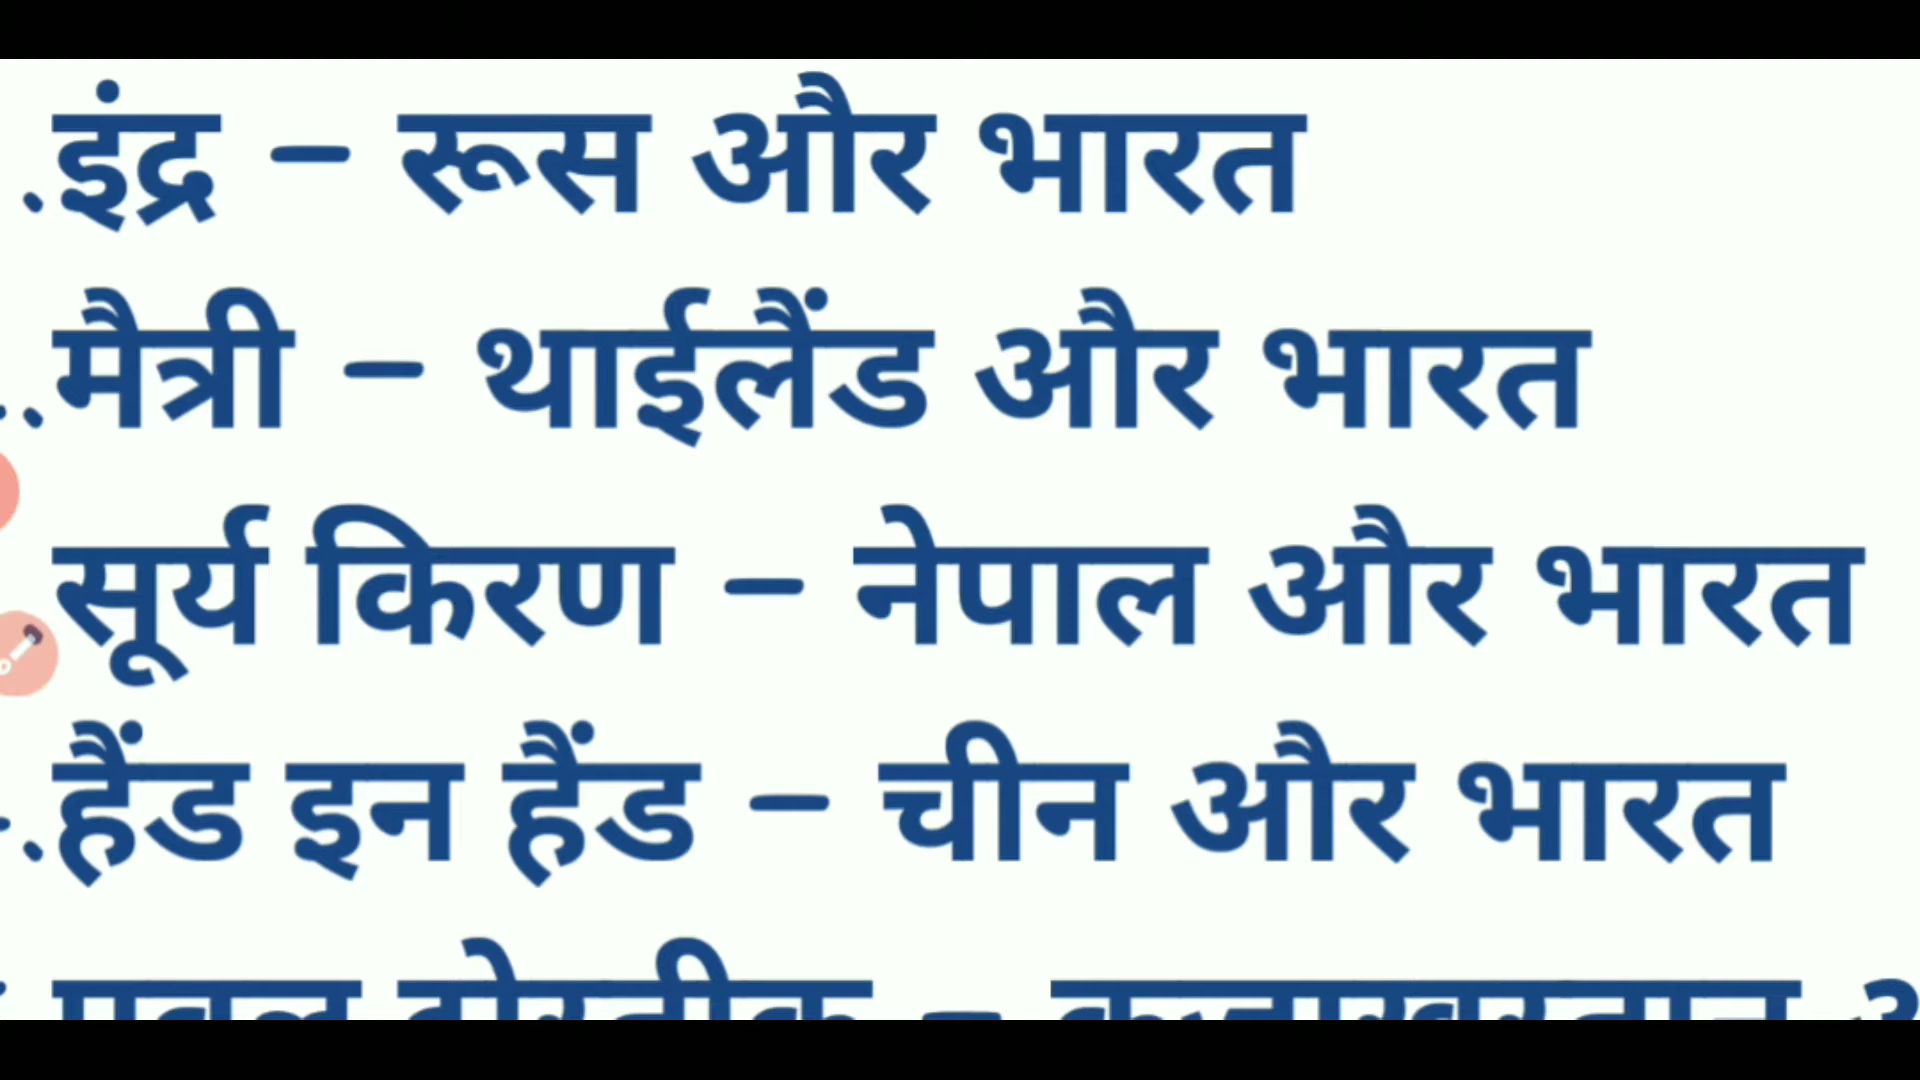 .इंद्र – रूस और भारत
.मैत्री – थाईलैंड और भारत
सूर्य किरण – नेपाल और भारत
.हैंड इन हैंड – चीन और भारत